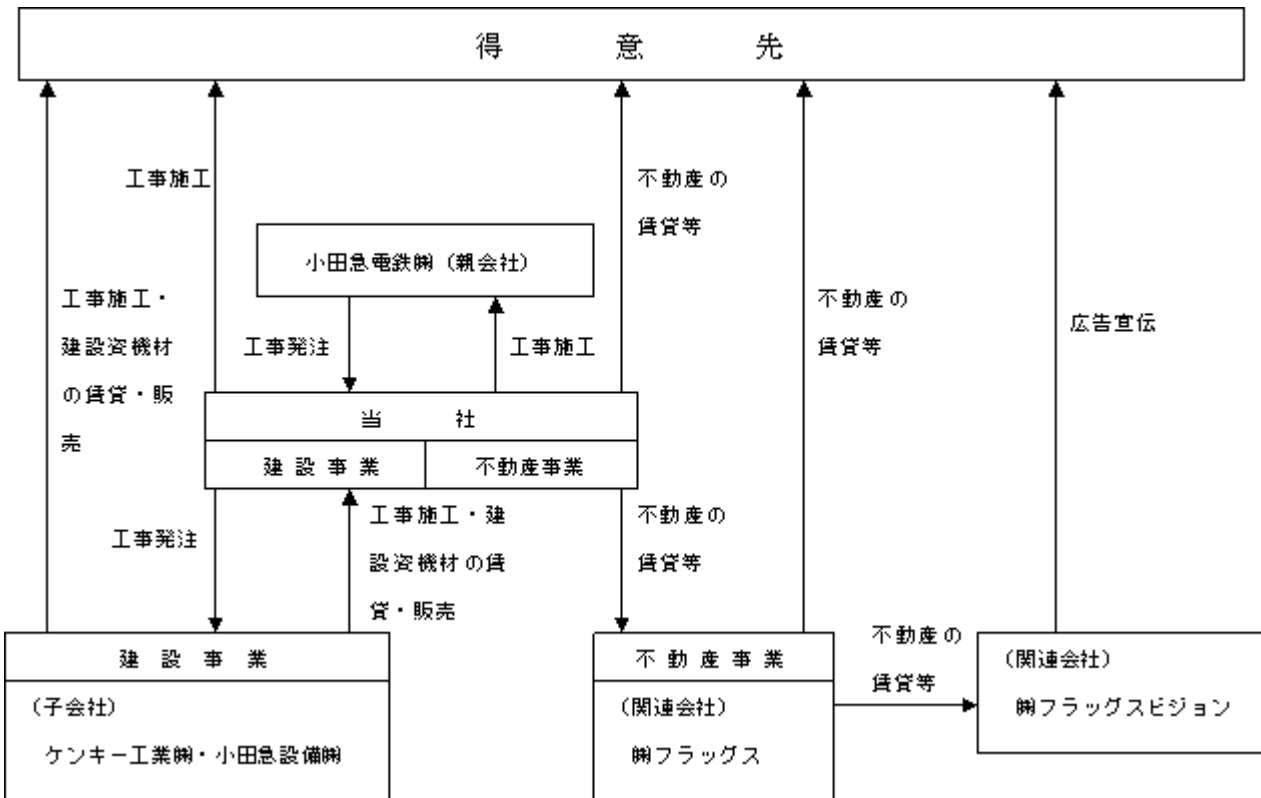 得意先
工事施工
不動産の
賃貸等
小田急電鉄㈱（親会社）
工事施工・
建設資機材
の賃貸・販
売
不動産の
賃貸等
広告宣伝
工事発注
工事施工
当社
建設事業
不動産事業
工事発注
工事施工・建
設資機材の賃
貸・販売
不動産の
賃貸等
建設事業
（子会社）
ケンキー工業㈱・小田急設備㈱
不動産事業
（関連会社）
㈱フラッグス
不動産の
賃貸等
（関連会社）
㈱フラッグスビジョン